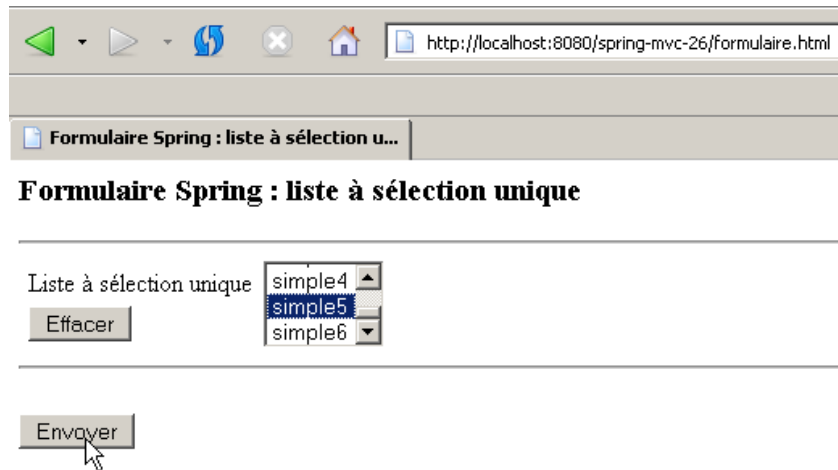 http://localhost:8080/spring-mvc-26/formulaire.html
Formulaire Spring : liste à sélection u...
Formulaire Spring : liste à sélection unique
Liste à sélection unique
simple4
simple5
simple6
Effacer
Envoyer